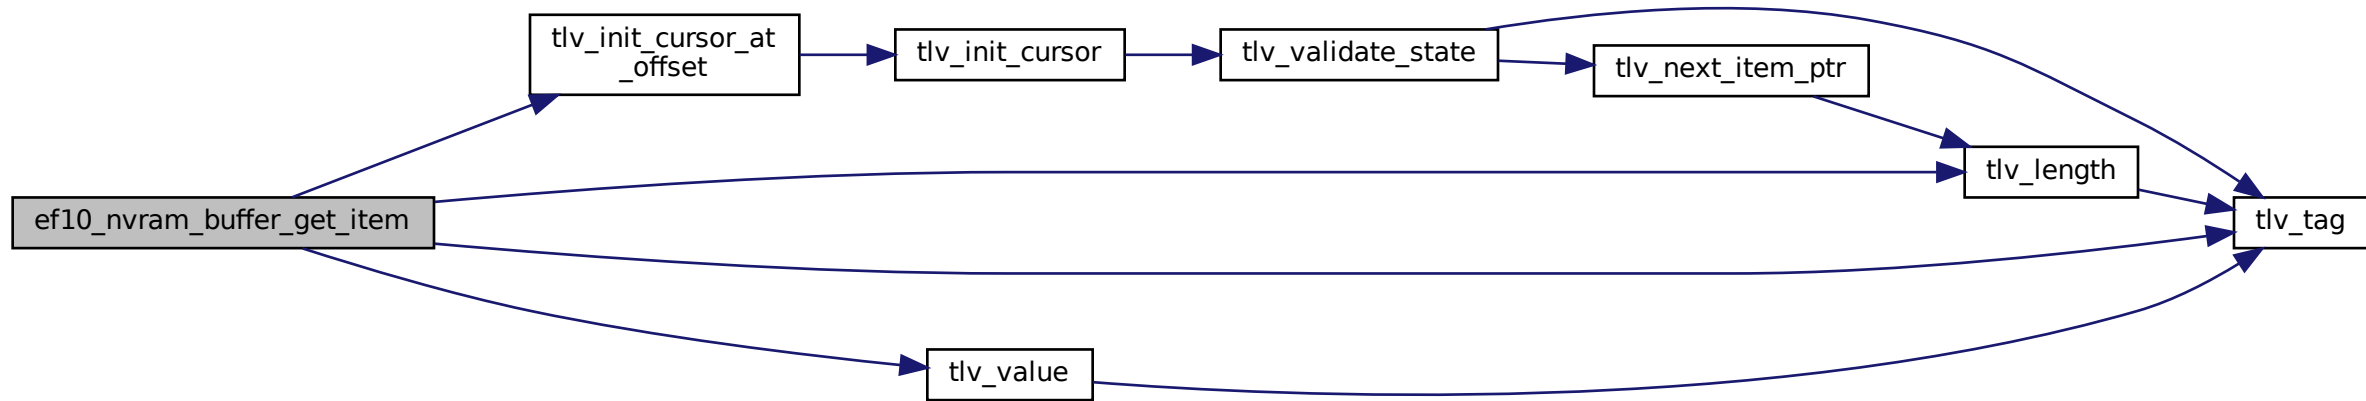 tlv_init_cursor_at
_offset
tlv_init_cursor
tlv_validate_state
tlv_next_item_ptr
tlv_length
ef10_nvram_buffer_get_item
tlv_tag
tlv_value